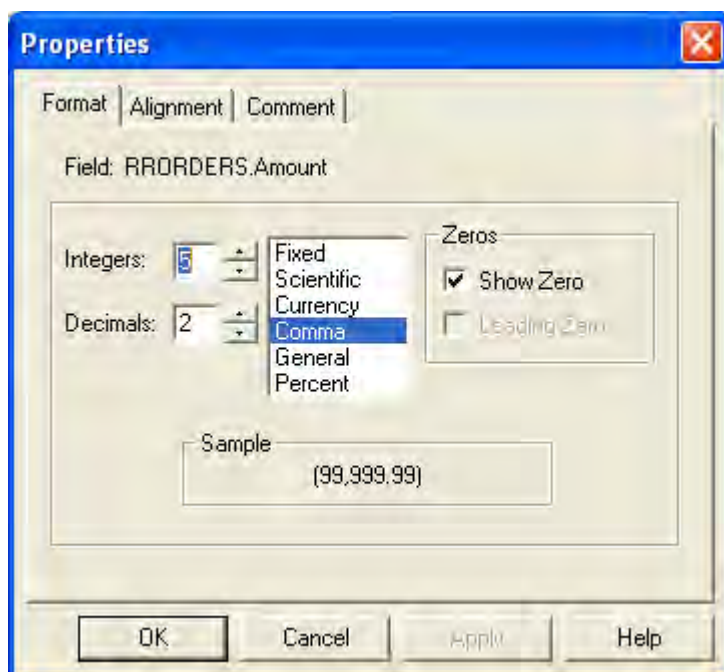 Properties
Format Alignment Comment
Field: RRORDERS.Amount
Integers: 5
Decimals: 2
Fixed
Scientific
Currency
Comma
General
Percent
Zeros
Show Zero
Leading Zero
Sample
(99,999.99)
OK Cancel Apply Help